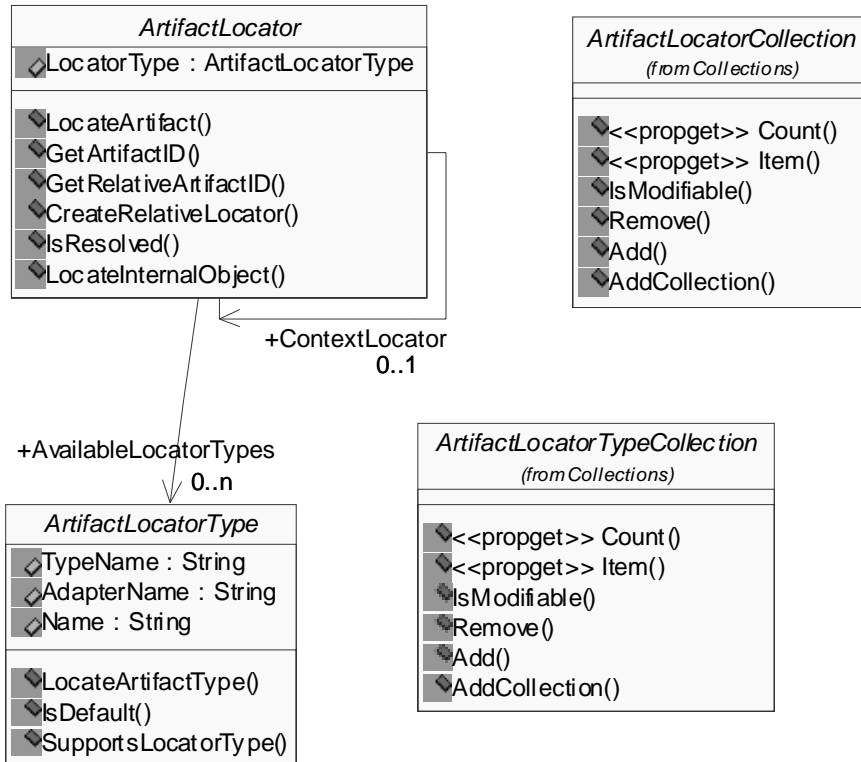 ArtifactLocator
LocatorType : ArtifactLocatorType
LocateArtifact()
GetArtifactID()
GetRelativeArtifactID()
CreateRelativeLocator()
IsResolved()
LocateInternalObject()
+ContextLocator
0..1
ArtifactLocatorCollection
(from Collections)
<<propget>> Count()
<<propget>> Item()
IsModifiable()
Remove()
Add()
AddCollection()
+AvailableLocatorTypes
0..n
ArtifactLocatorType
TypeName : String
AdapterName : String
Name : String
LocateArtifactType()
IsDefault()
SupportsLocatorType()
ArtifactLocatorTypeCollection
(from Collections)
<<propget>> Count()
<<propget>> Item()
IsModifiable()
Remove()
Add()
AddCollection()